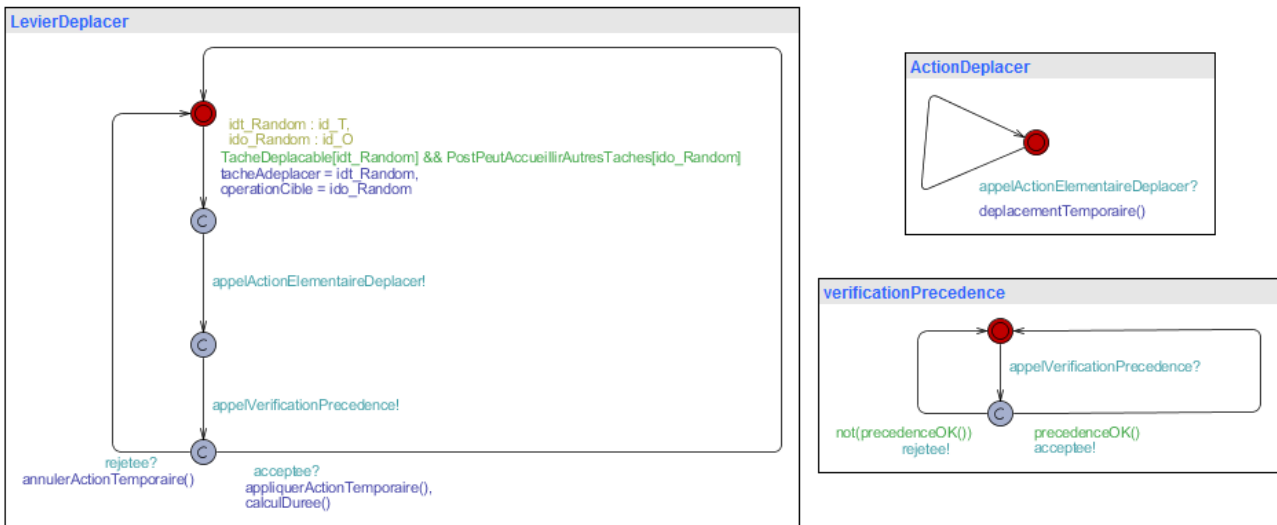 LevierDeplacer
idt_Random : id_T,
ido_Random : id_O
TacheDeplacable[idt_Random] && PostPeutAccueillirAutresTaches[ido_Random]
tacheAdeplacer = idt_Random,
operationCible = ido_Random
C
appelActionElementaireDeplacer!
C
appelVerificationPrecedence!
C
rejetee?
annulerActionTemporaire()
acceptee?
appliquerActionTemporaire(),
calculDuree()
ActionDeplacer
appelActionElementaireDeplacer?
deplacementTemporaire()
verificationPrecedence
appelVerificationPrecedence?
C
not(precedenceOK())
rejetee!
precedenceOK()
acceptee!